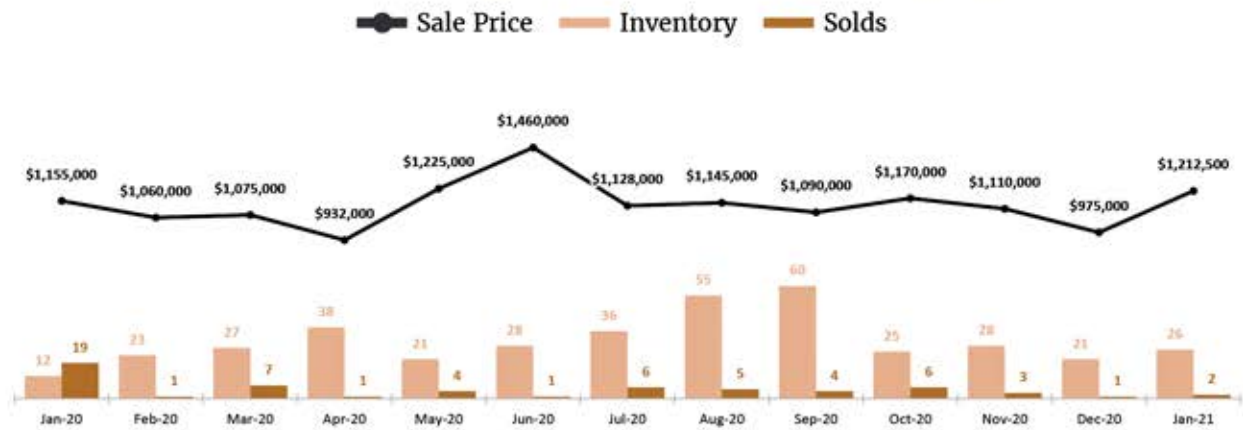 Sale Price Inventory Solds
$1,460,000
$1,225,000 $1,212,500
$1,155,000 $1,128,000 $1,145,000 $1,170,000
$1,060,000 $1,075,000 $1,090,000 $1,110,000
$932,000 $975,000
60
55
38
36
27 28 28
23 25 26
21 21
12 19
1 7 1 4 1 6 5 4 6 3 1 2
Jan-20 Feb-20 Mar-20 Apr-20 May-20 Jun-20 Jul-20 Aug-20 Sep-20 Oct-20 Nov-20 Dec-20 Jan-21